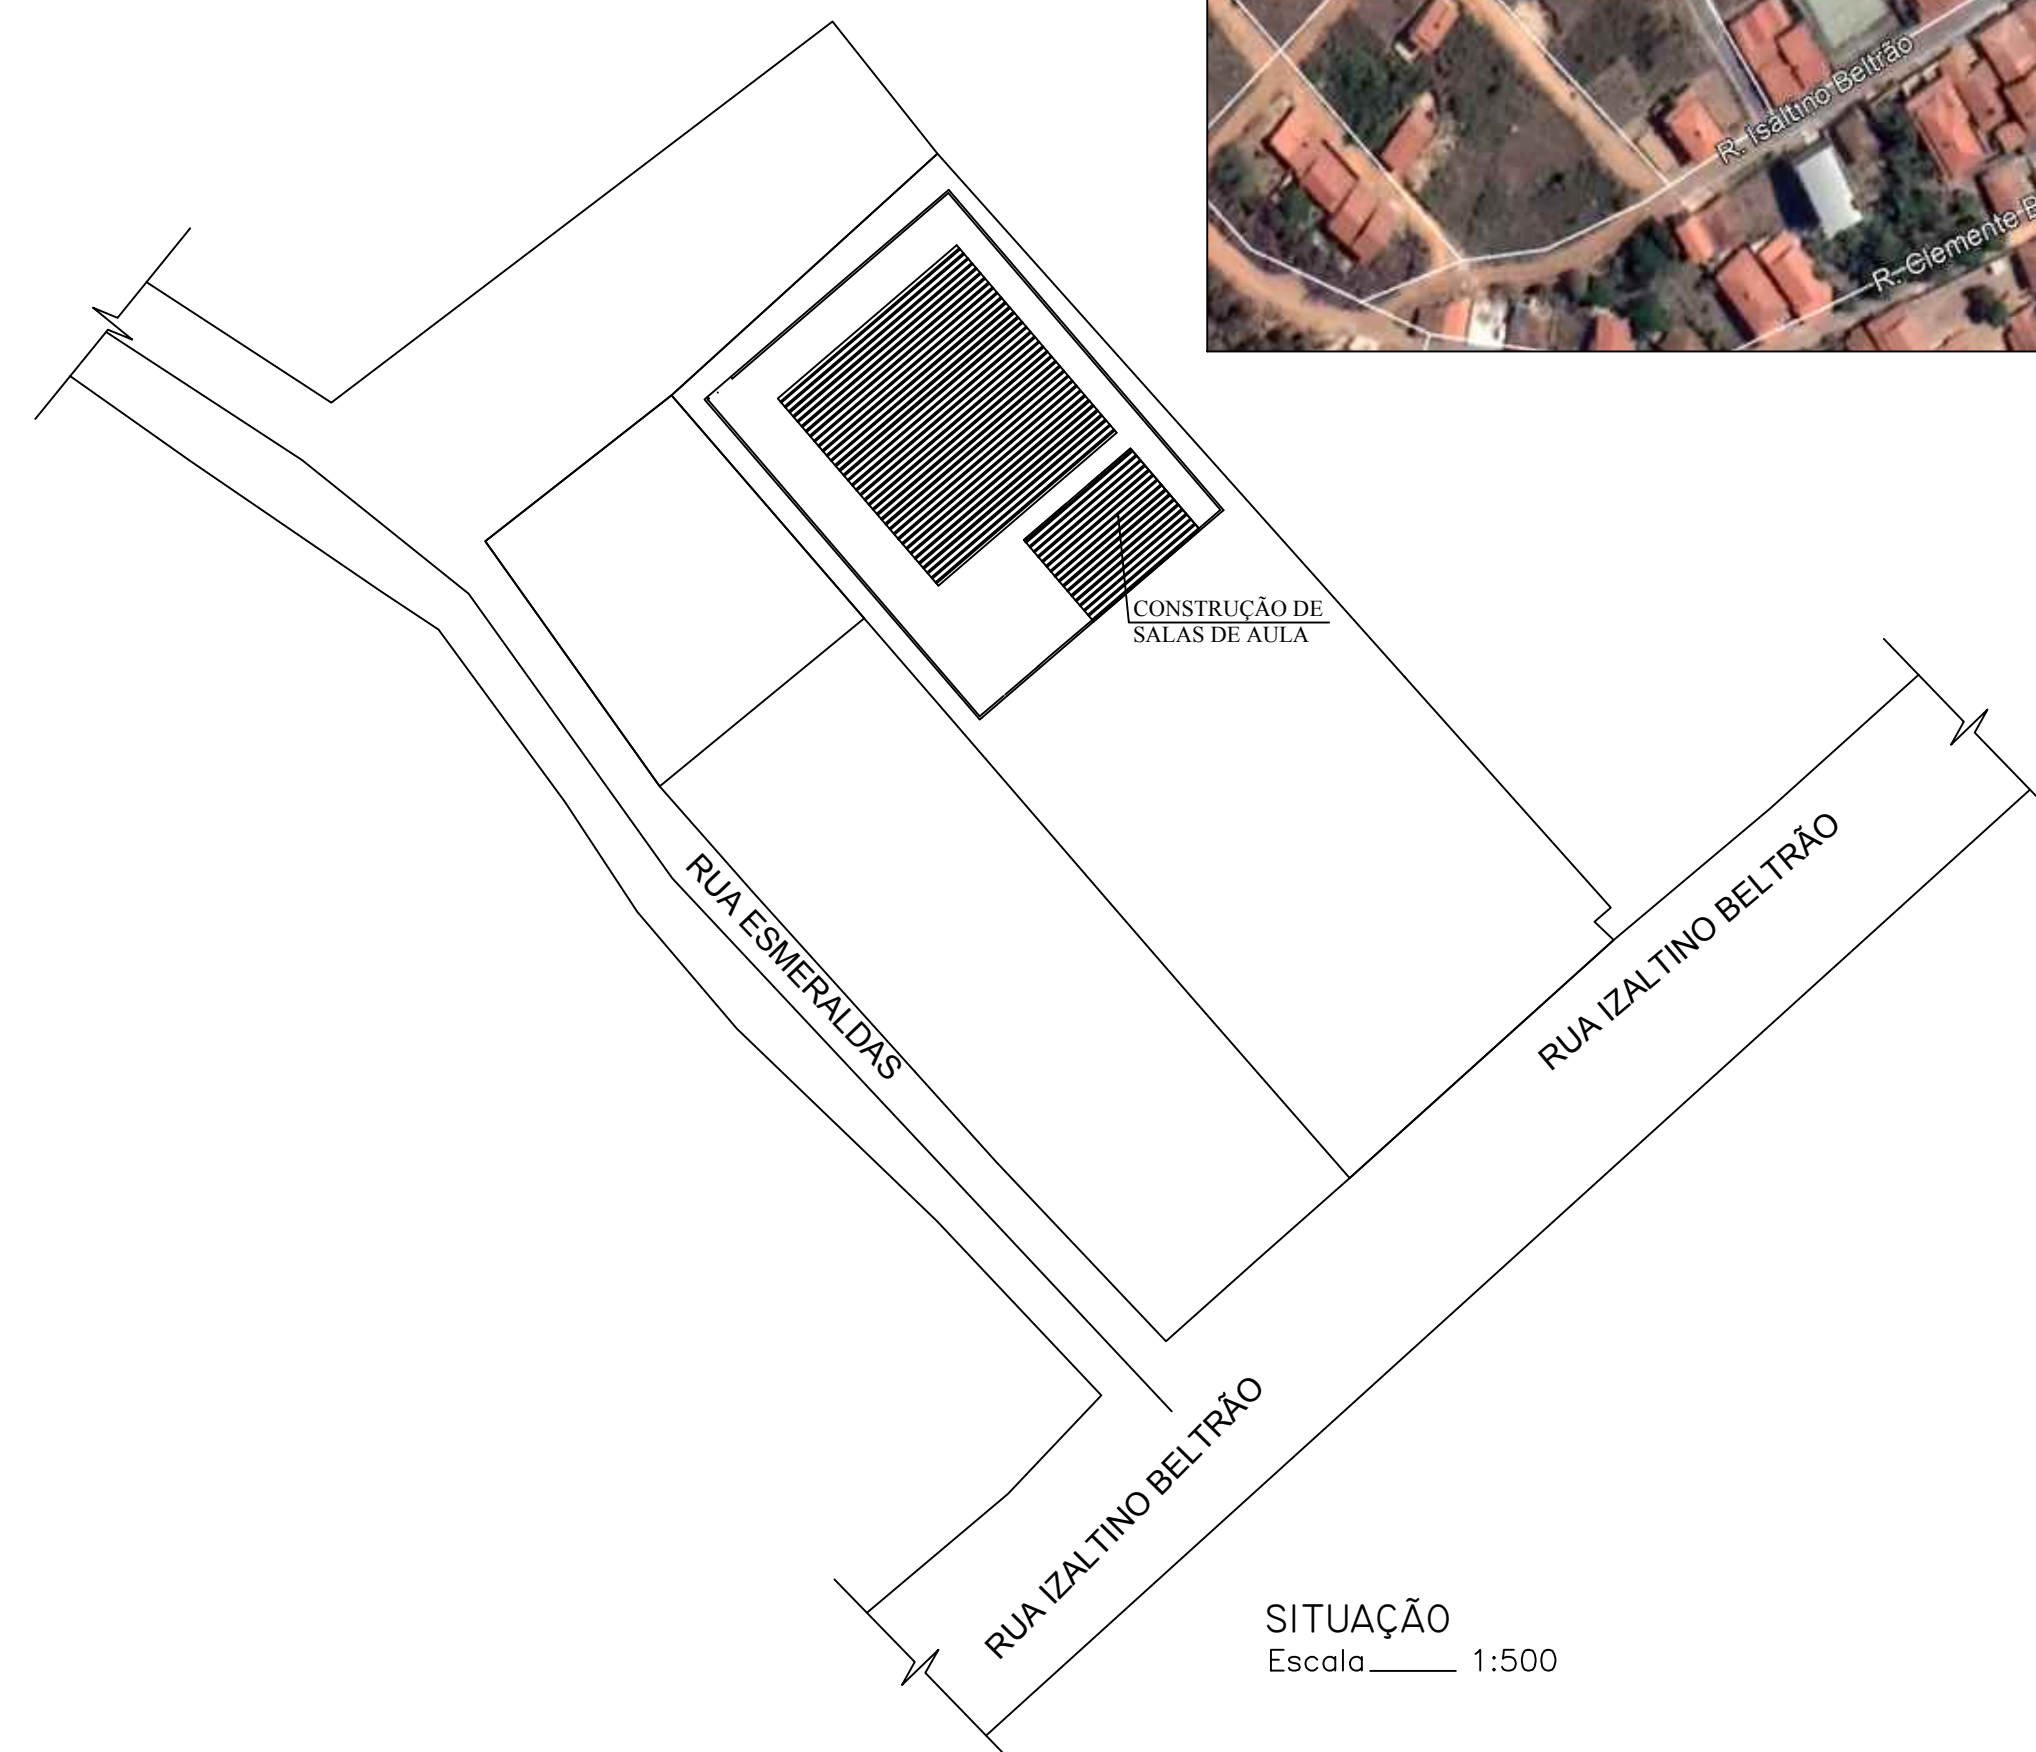 R. Isaltino Beltrão
R. Clemente
CONSTRUÇÃO DE
SALAS DE AULA
RUA ESMERALDAS
RUA IZALTINO BELTRÃO
RUA IZALTINO BELTRÃO
SITUAÇÃO
Escala 1:500